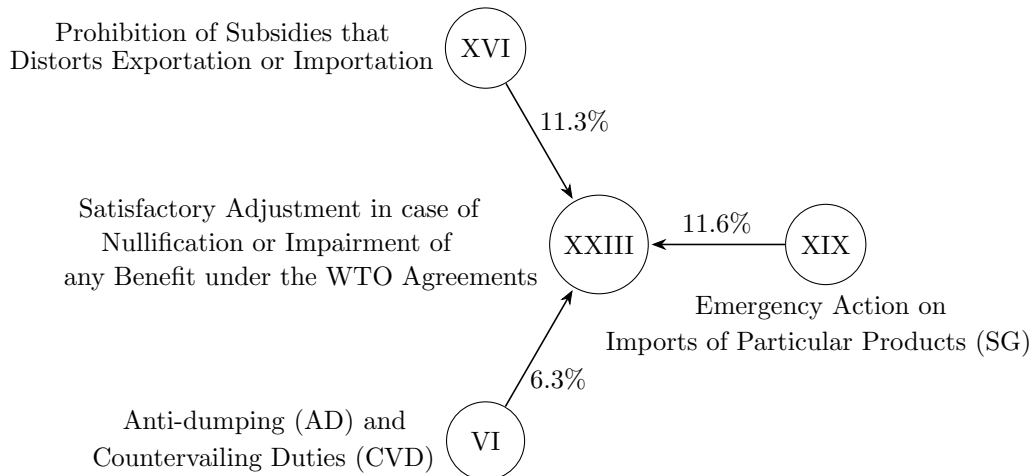 Prohibition of Subsidies that
Distorts Exportation or Importation
XVI
11.3%
Satisfactory Adjustment in case of
Nullification or Impairment of
any Benefit under the WTO Agreements
XXIII
11.6%
XIX
Emergency Action on
Imports of Particular Products (SG)
6.3%
Anti-dumping (AD) and
Countervailing Duties (CVD)
VI